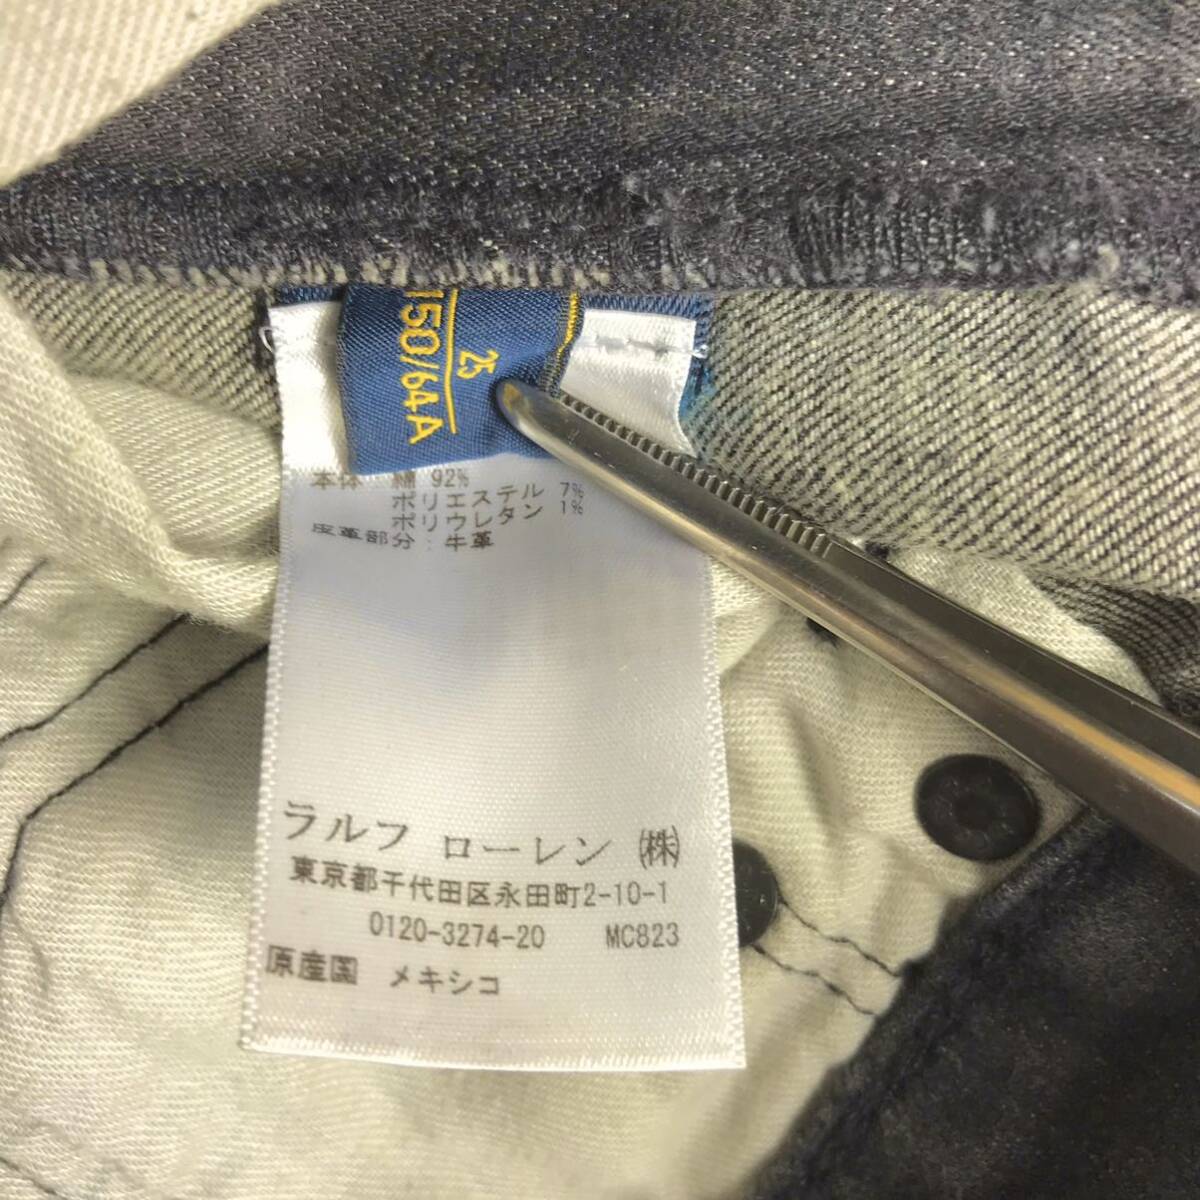 25
150/64A
本体 綿 92%
ポリエステル 7%
ポリウレタン 1%
皮革部分：牛革
ラルフ ローレン ㈱
東京都千代田区永田町2-10-1
0120-3274-20 MC823
原産国 メキシコ